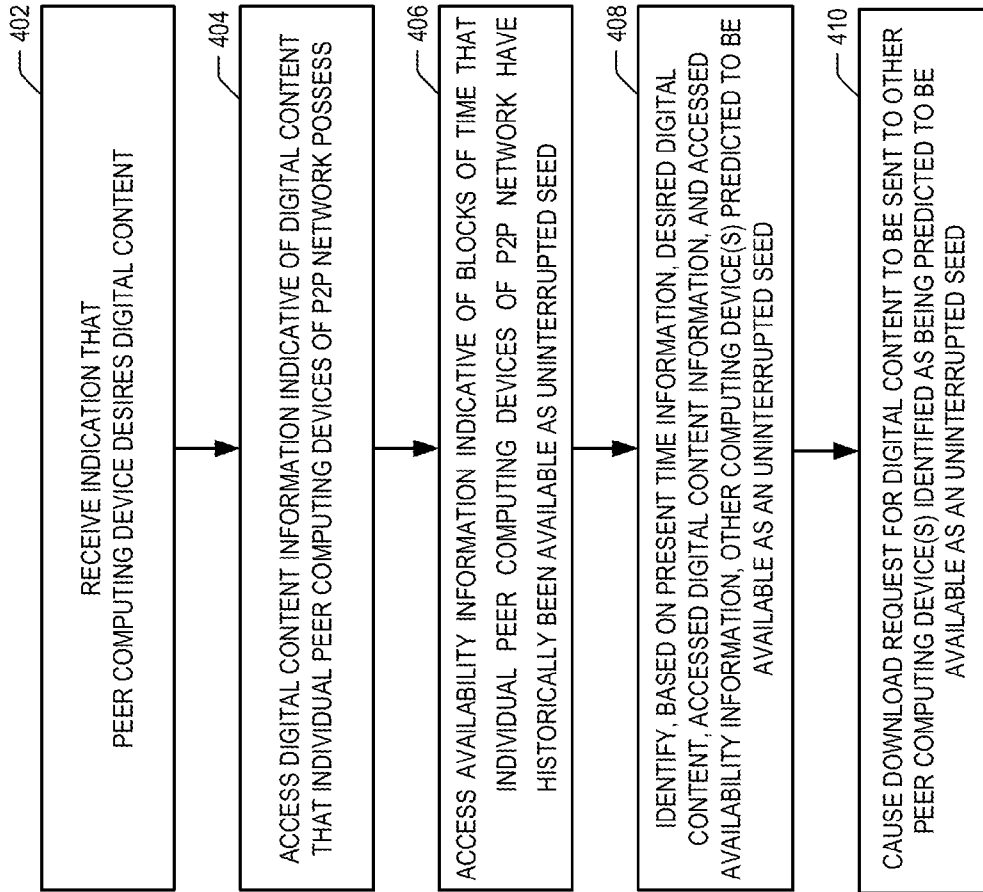 402
RECEIVE INDICATION THAT
PEER COMPUTING DEVICE DESIRES DIGITAL CONTENT
404
ACCESS DIGITAL CONTENT INFORMATION INDICATIVE OF DIGITAL CONTENT
THAT INDIVIDUAL PEER COMPUTING DEVICES OF P2P NETWORK POSSESS
406
ACCESS AVAILABILITY INFORMATION INDICATIVE OF BLOCKS OF TIME THAT
INDIVIDUAL PEER COMPUTING DEVICES OF P2P NETWORK HAVE
HISTORICALLY BEEN AVAILABLE AS UNINTERRUPTED SEED
408
IDENTIFY, BASED ON PRESENT TIME INFORMATION, DESIRED DIGITAL
CONTENT, ACCESSED DIGITAL CONTENT INFORMATION, AND ACCESSED
AVAILABILITY INFORMATION, OTHER COMPUTING DEVICE(S) PREDICTED TO BE
AVAILABLE AS AN UNINTERRUPTED SEED
410
CAUSE DOWNLOAD REQUEST FOR DIGITAL CONTENT TO BE SENT TO OTHER
PEER COMPUTING DEVICE(S) IDENTIFIED AS BEING PREDICTED TO BE
AVAILABLE AS AN UNINTERRUPTED SEED